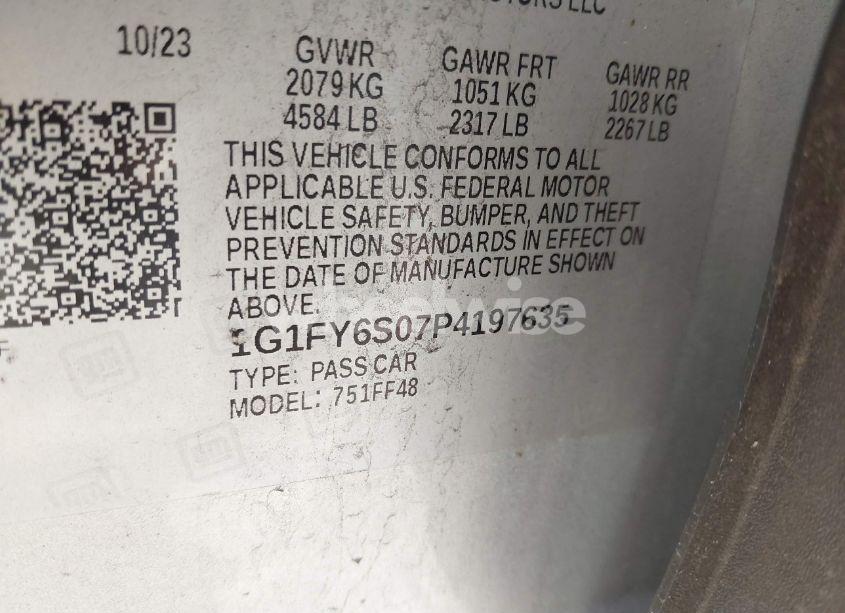 MOTORS LLC
10/23
GVWR GAWR FRT GAWR RR
2079 KG 1051 KG 1028 KG
4584 LB 2317 LB 2267 LB
THIS VEHICLE CONFORMS TO ALL
APPLICABLE U.S. FEDERAL MOTOR
VEHICLE SAFETY, BUMPER, AND THEFT
PREVENTION STANDARDS IN EFFECT ON
THE DATE OF MANUFACTURE SHOWN
ABOVE.
1G1FY6S07P4197635
TYPE: PASS CAR
MODEL: 751FF48